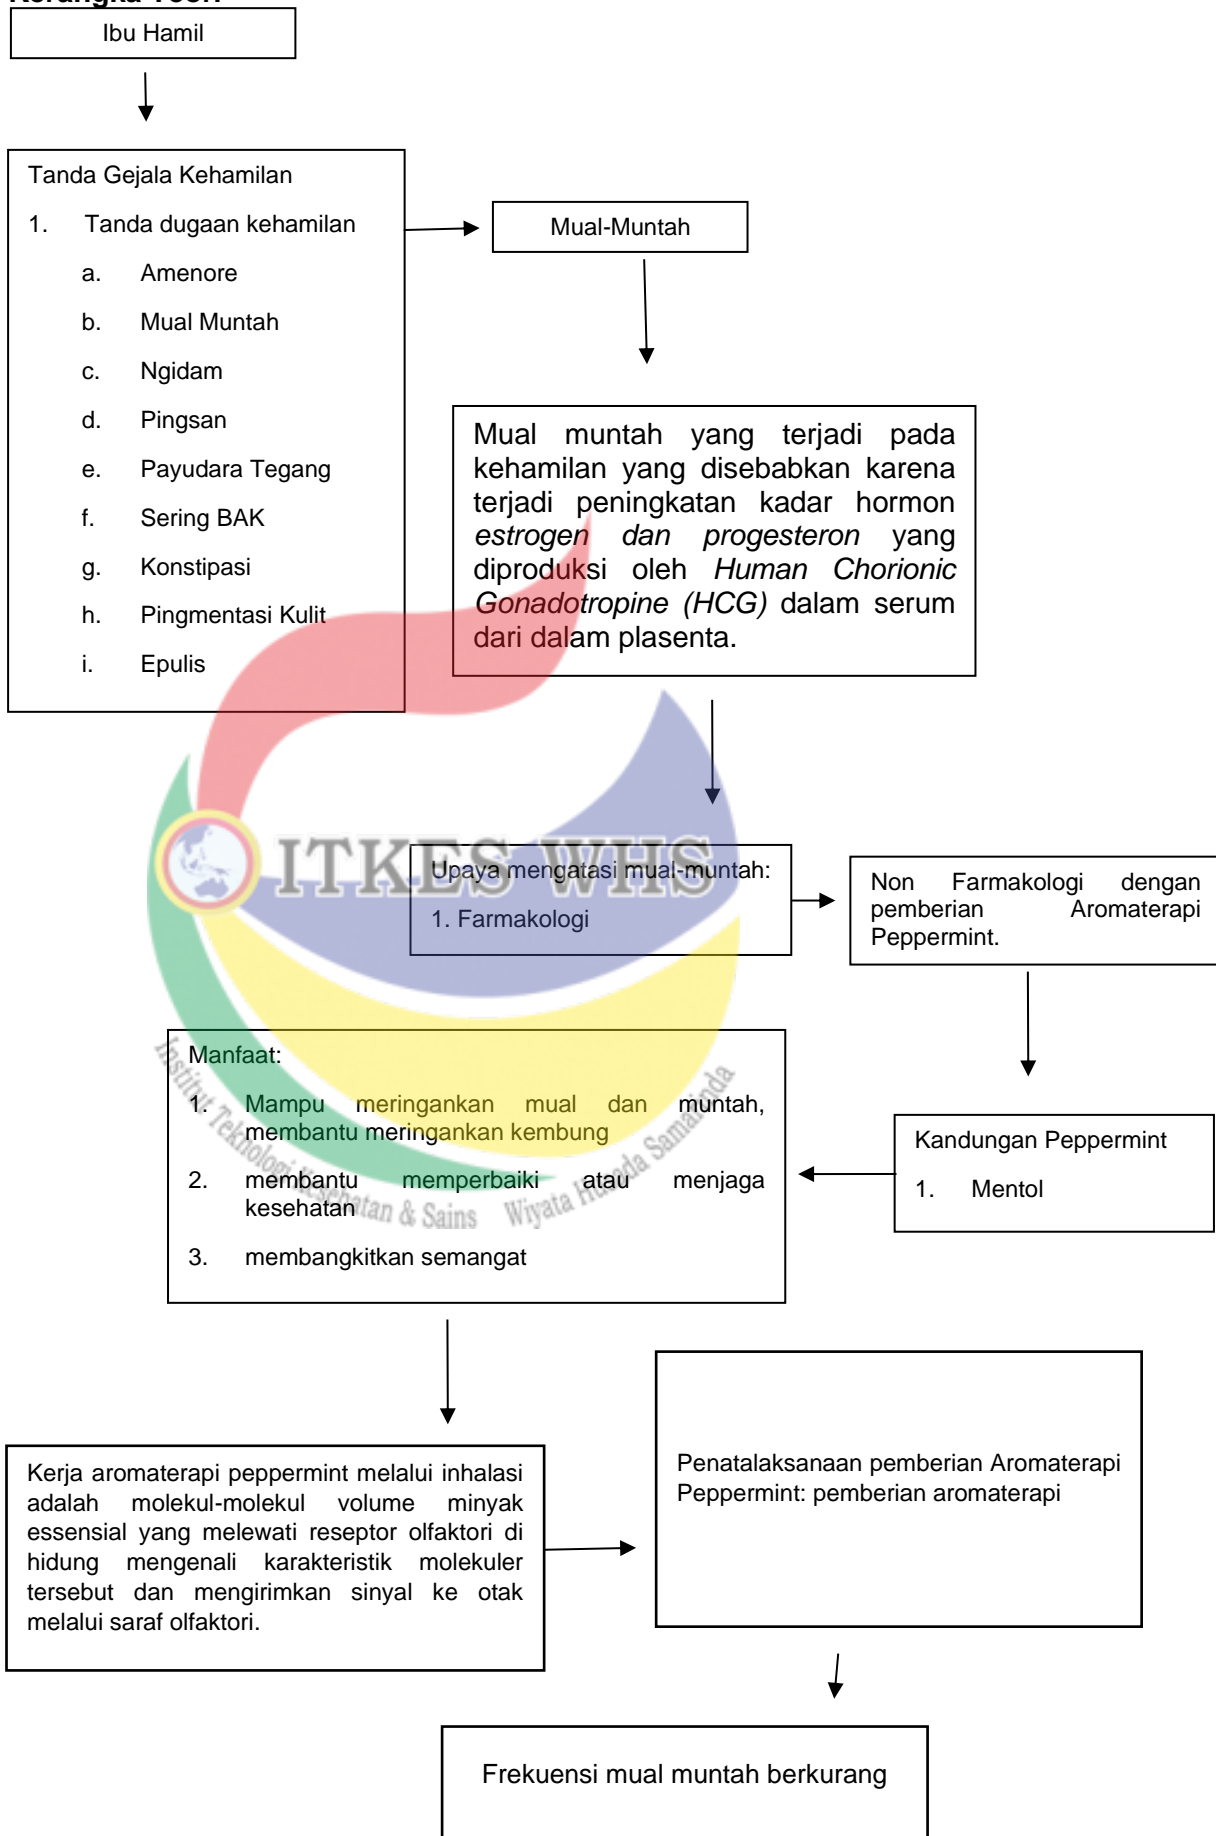 Kerangka Teori
Ibu Hamil
Tanda Gejala Kehamilan
1. Tanda dugaan kehamilan
a. Amenore
b. Mual Muntah
c. Ngidam
d. Pingsan
e. Payudara Tegang
f. Sering BAK
g. Konstipasi
h. Pingmentasi Kulit
i. Epulis
Mual-Muntah
Mual muntah yang terjadi pada
kehamilan yang disebabkan karena
terjadi peningkatan kadar hormon
estrogen dan progesteron yang
diproduksi oleh Human Chorionic
Gonadotropine (HCG) dalam serum
dari dalam plasenta.
ITKES WHS
Upaya mengatasi mual-muntah:
1. Farmakologi
Non Farmakologi dengan
pemberian Aromaterapi
Peppermint.
Kandungan Peppermint
1. Mentol
Manfaat:
1. Mampu meringankan mual dan muntah,
membantu meringankan kembung
2. membantu memperbaiki atau menjaga
kesehatan
3. membangkitkan semangat
Institut Teknologi Kesehatan & Sains Wiyata Husada Samarinda
Kerja aromaterapi peppermint melalui inhalasi
adalah molekul-molekul volume minyak
essensial yang melewati reseptor olfaktori di
hidung mengenali karakteristik molekuler
tersebut dan mengirimkan sinyal ke otak
melalui saraf olfaktori.
Penatalaksanaan pemberian Aromaterapi
Peppermint: pemberian aromaterapi
Frekuensi mual muntah berkurang